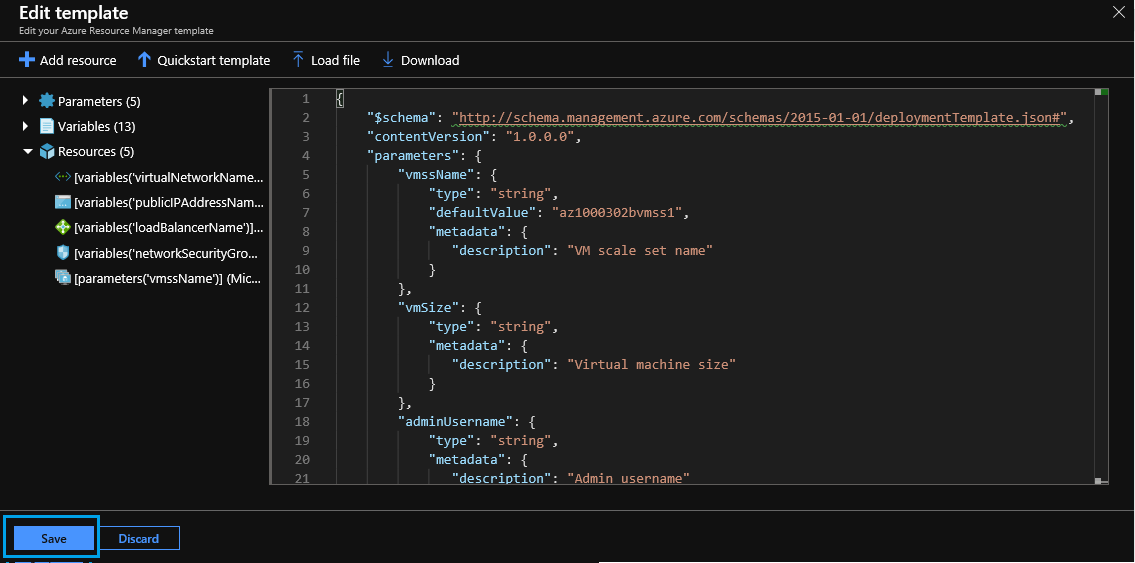 Edit template
Edit your Azure Resource Manager template
Add resource Quickstart template Load file Download
Parameters (5)
Variables (13)
Resources (5)
[variables('virtualNetworkName...
[variables('publicIPAddressNam...
[variables('loadBalancerName')]...
[variables('networkSecurityGro...
[parameters('vmssName')] (Mic...
1 {
2 "$schema": "http://schema.management.azure.com/schemas/2015-01-01/deploymentTemplate.json#",
3 "contentVersion": "1.0.0.0",
4 "parameters": {
5 "vmssName": {
6 "type": "string",
7 "defaultValue": "az1000302bvmss1",
8 "metadata": {
9 "description": "VM scale set name"
10 }
11 },
12 "vmSize": {
13 "type": "string",
14 "metadata": {
15 "description": "Virtual machine size"
16 }
17 },
18 "adminUsername": {
19 "type": "string",
20 "metadata": {
21 "description": "Admin username"
Save Discard